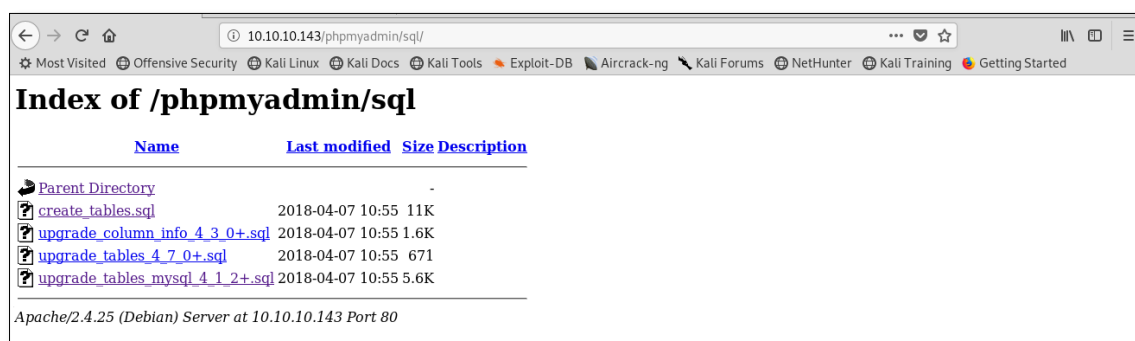 10.10.10.143/phpmyadmin/sql/
Most Visited Offensive Security Kali Linux Kali Docs Kali Tools Exploit-DB Aircrack-ng Kali Forums NetHunter Kali Training Getting Started
Index of /phpmyadmin/sql
Name Last modified Size Description
Parent Directory -
create_tables.sql 2018-04-07 10:55 11K
upgrade_column_info_4_3_0+.sql 2018-04-07 10:55 1.6K
upgrade_tables_4_7_0+.sql 2018-04-07 10:55 671
upgrade_tables_mysql_4_1_2+.sql 2018-04-07 10:55 5.6K
Apache/2.4.25 (Debian) Server at 10.10.10.143 Port 80